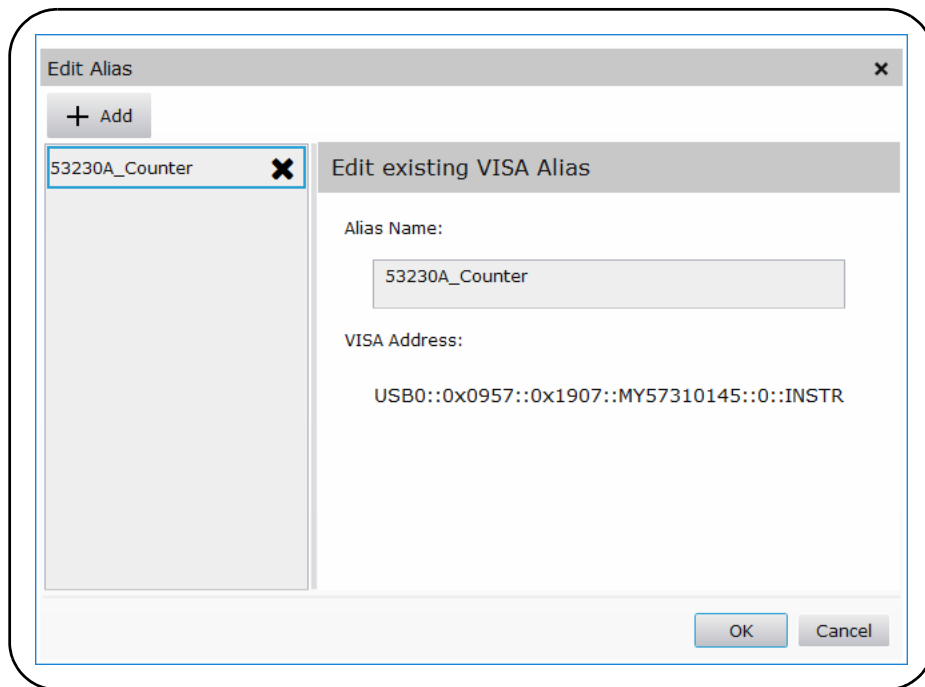 Edit Alias
Add
53230A_Counter
Edit existing VISA Alias
Alias Name:
53230A_Counter
VISA Address:
USB0::0x0957::0x1907::MY57310145::0::INSTR
OK Cancel